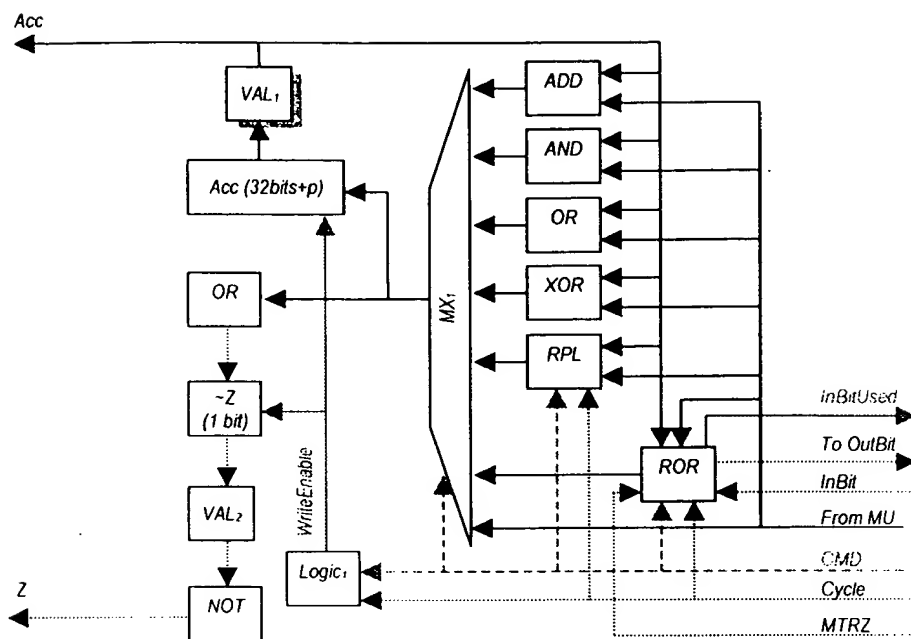 Acc
VAL₁
Acc (32bits+p)
OR
~Z
(1 bit)
VAL₂
NOT
Z
WriteEnable
Logic₁
MX₁
ADD
AND
OR
XOR
RPL
ROR
InBitUsed
To OutBit
InBit
From MU
CMD
Cycle
MTRZ